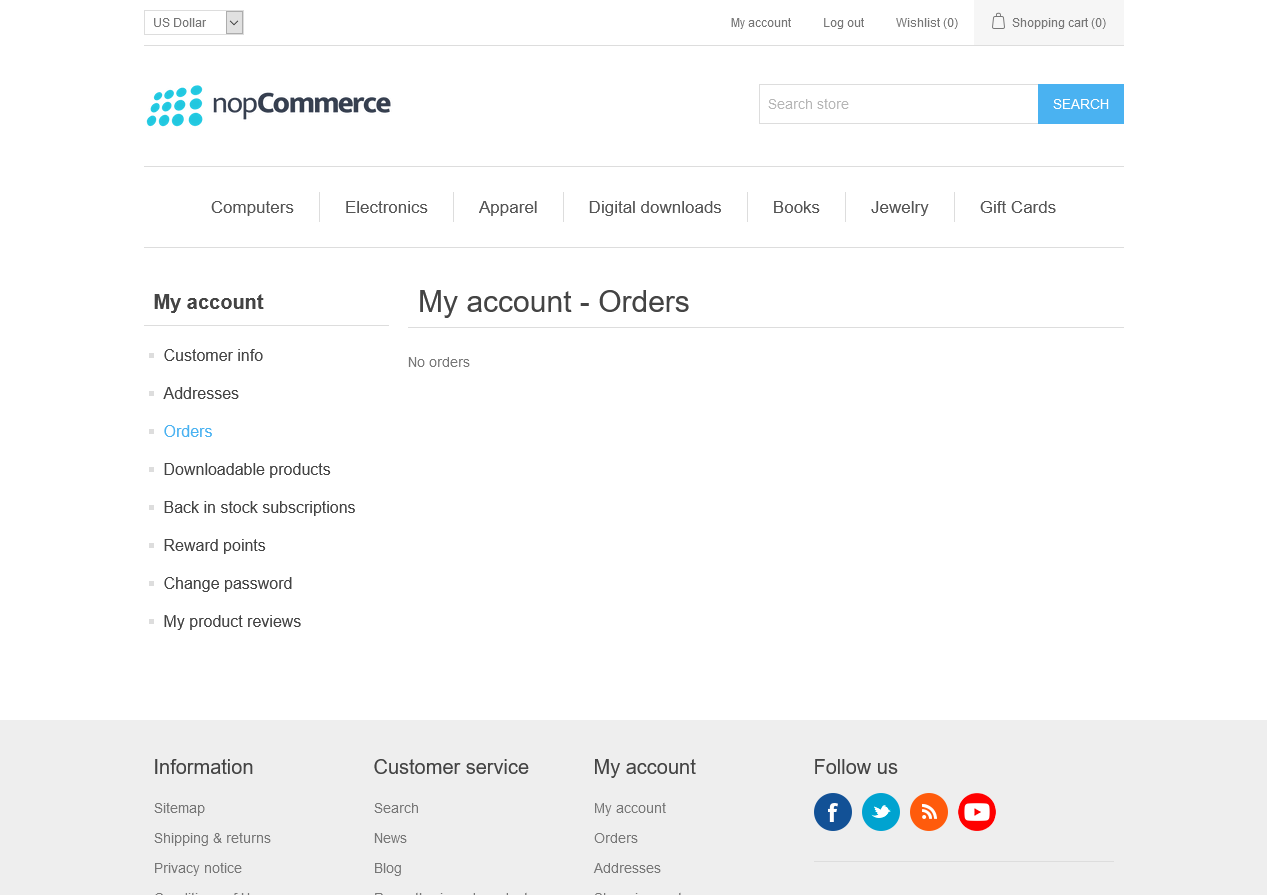 US Dollar
My account Log out Wishlist (0) Shopping cart (0)
nopCommerce
Search store SEARCH
Computers Electronics Apparel Digital downloads Books Jewelry Gift Cards
My account
Customer info
Addresses
Orders
Downloadable products
Back in stock subscriptions
Reward points
Change password
My product reviews
My account - Orders
No orders
Information
Sitemap
Shipping & returns
Privacy notice
Customer service
Search
News
Blog
My account
My account
Orders
Addresses
Follow us